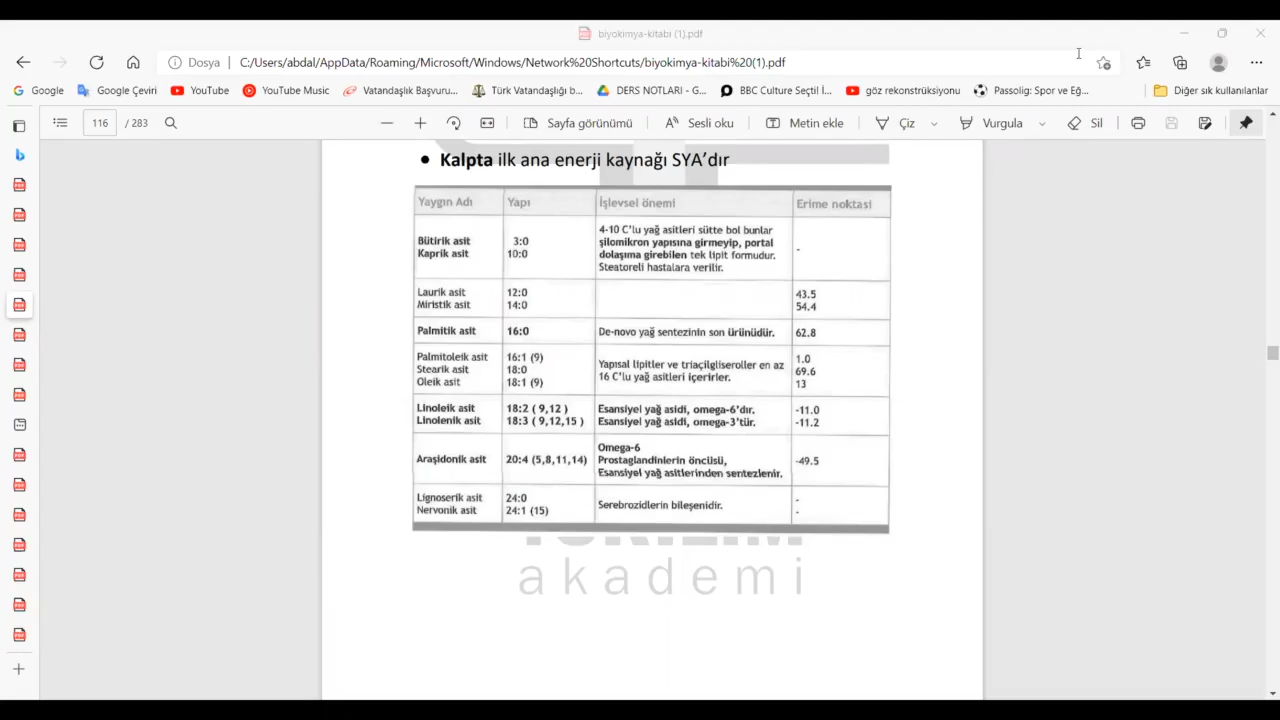 biyokimya-kitabı (1).pdf
Dosya C:/Users/abdal/AppData/Roaming/Microsoft/Windows/Network%20Shortcuts/biyokimya-kitabi%20(1).pdf
Google Google Çeviri YouTube YouTube Music Vatandaşlık Başvuru... Türk Vatandaşlığı b... DERS NOTLARI - G... BBC Culture Seçti! İ... göz rekonstrüksiyonu Passolig: Spor ve Eğ... Diğer sık kullanılanlar
116 / 283 Sayfa görünümü Sesli oku Metin ekle Çiz Vurgula Sil
• Kalpta ilk ana enerji kaynağı SYA’dır
Yaygın Adı Yapı İşlevsel önemi Erime noktası
Bütirik asit 3:0
Kaprik asit 10:0
4-10 C'lu yağ asitleri sütte bol bunlar
şilomikron yapısına girmeyip, portal
dolaşıma girebilen tek lipit formudur.
Steatoreli hastalara verilir.
-
Laurik asit 12:0 43.5
Miristik asit 14:0 54.4
Palmitik asit 16:0 De-novo yağ sentezinin son ürünüdür. 62.8
Palmitoleik asit 16:1 (9) 1.0
Stearik asit 18:0 69.6
Oleik asit 18:1 (9) 13
Yapısal lipitler ve triaçilgliseroller en az
16 C'lu yağ asitleri içerirler.
Linoleik asit 18:2 ( 9,12 ) Esansiyel yağ asidi, omega-6'dır. -11.0
Linolenik asit 18:3 ( 9,12,15 ) Esansiyel yağ asidi, omega-3'tür. -11.2
Araşidonik asit 20:4 (5,8,11,14) -49.5
Omega-6
Prostaglandinlerin öncüsü,
Esansiyel yağ asitlerinden sentezlenir.
Lignoserik asit 24:0 -
Nervonik asit 24:1 (15) -
Serebrozidlerin bileşenidir.
akademi